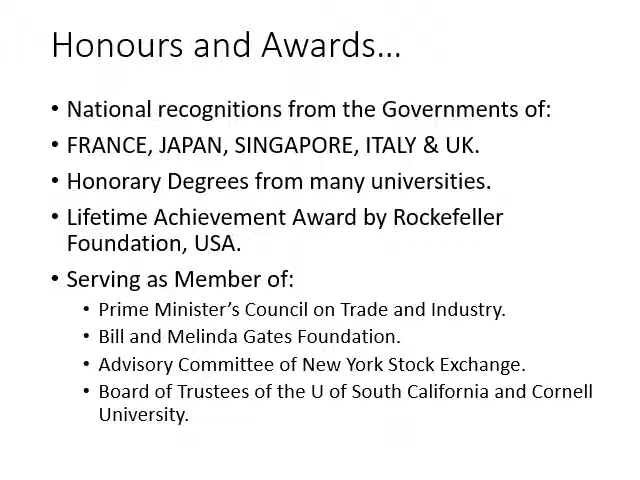 Honours and Awards…
• National recognitions from the Governments of:
• FRANCE, JAPAN, SINGAPORE, ITALY & UK.
• Honorary Degrees from many universities.
• Lifetime Achievement Award by Rockefeller
Foundation, USA.
• Serving as Member of:
• Prime Minister’s Council on Trade and Industry.
• Bill and Melinda Gates Foundation.
• Advisory Committee of New York Stock Exchange.
• Board of Trustees of the U of South California and Cornell
University.